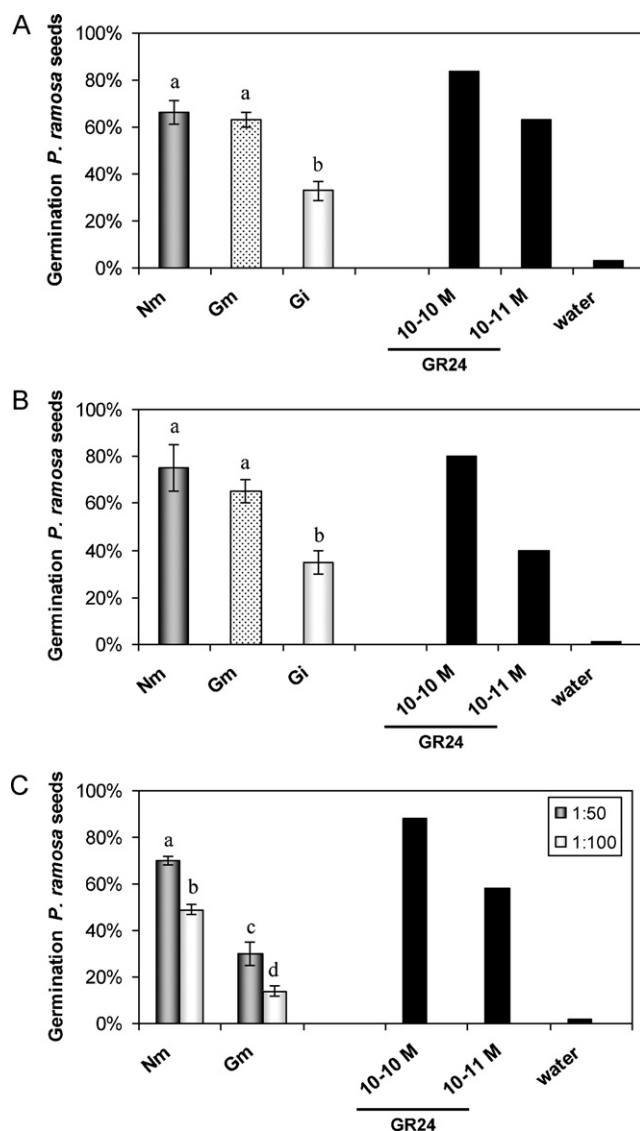 A
Germination P. ramosa seeds
100%
80%
60%
40%
20%
0%
a
a
b
Nm
Gm
Gi
10-10 M
10-11 M
water
GR24
B
Germination P. ramosa seeds
100%
80%
60%
40%
20%
0%
a
a
b
Nm
Gm
Gi
10-10 M
10-11 M
water
GR24
C
Germination P. ramosa seeds
100%
80%
60%
40%
20%
0%
1:50
1:100
a
b
c
d
Nm
Gm
10-10 M
10-11 M
water
GR24